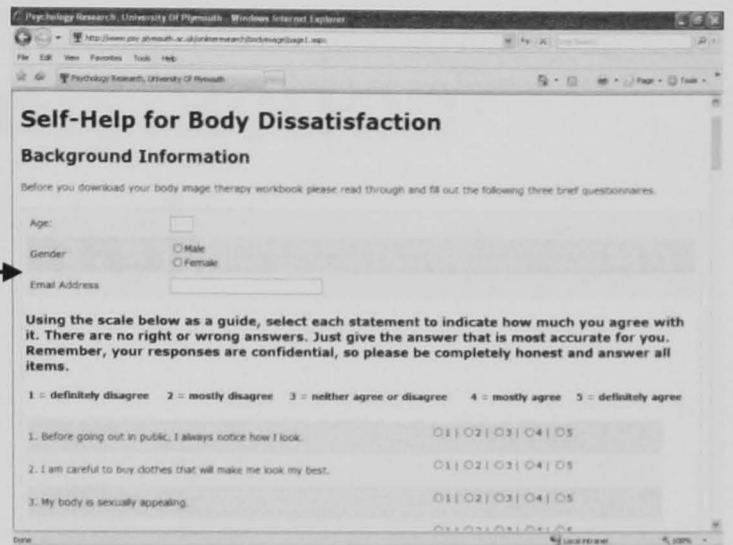 Psychology Research, University Of Plymouth - Windows Internet Explorer
File Edit View Favorites Tools Help
Psychology Research, University Of Plymouth
Page Tools
Self-Help for Body Dissatisfaction
Background Information
Before you download your body image therapy workbook please read through and fill out the following three brief questionnaires.
Age:
Gender
Male
Female
Email Address
Using the scale below as a guide, select each statement to indicate how much you agree with
it. There are no right or wrong answers. Just give the answer that is most accurate for you.
Remember, your responses are confidential, so please be completely honest and answer all
items.
1 = definitely disagree 2 = mostly disagree 3 = neither agree or disagree 4 = mostly agree 5 = definitely agree
1. Before going out in public, I always notice how I look. 1 | 2 | 3 | 4 | 5
2. I am careful to buy clothes that will make me look my best. 1 | 2 | 3 | 4 | 5
3. My body is sexually appealing. 1 | 2 | 3 | 4 | 5
Done Local intranet 100%